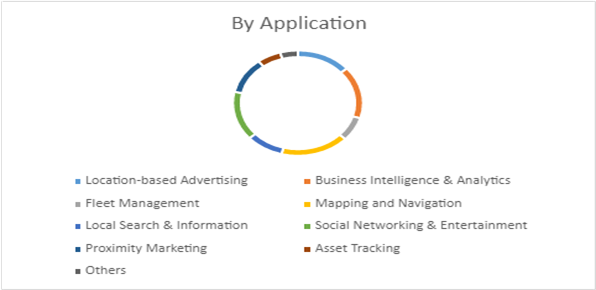 By Application
Location-based Advertising
Business Intelligence & Analytics
Fleet Management
Mapping and Navigation
Local Search & Information
Social Networking & Entertainment
Proximity Marketing
Asset Tracking
Others